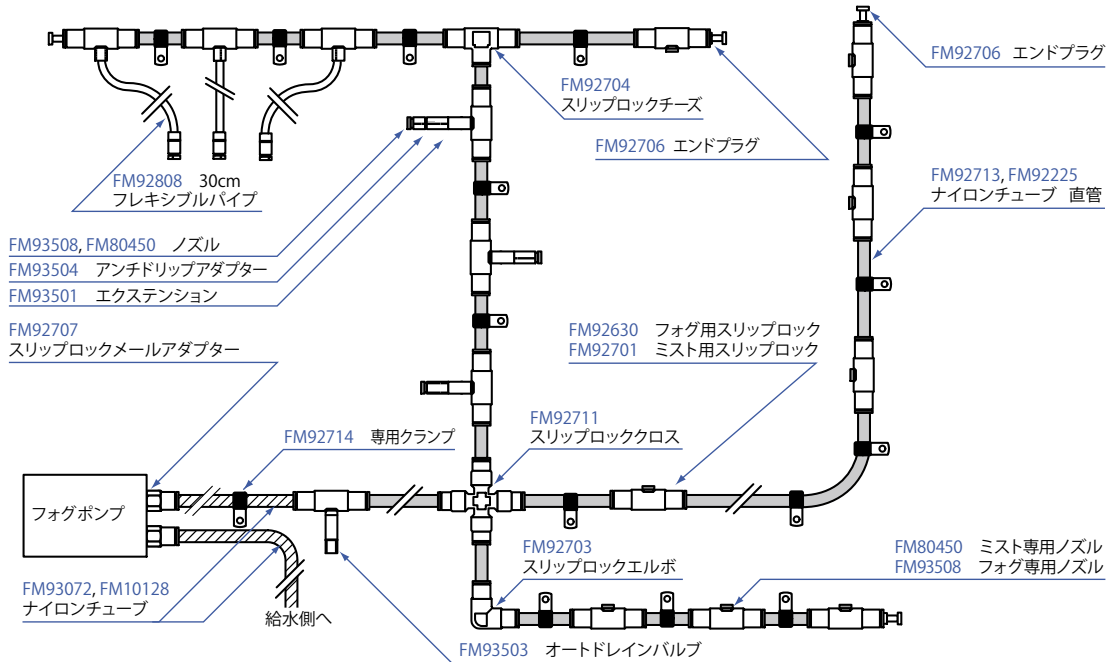 FM92706 エンドプラグ
FM92704
スリップロックチーズ
FM92706 エンドプラグ
FM92808 30cm
フレキシブルパイプ
FM92713, FM92225
ナイロンチューブ 直管
FM93508, FM80450 ノズル
FM93504 アンチドリップアダプター
FM93501 エクステンション
FM92707
スリップロックメールアダプター
FM92630 フォグ用スリップロック
FM92701 ミスト用スリップロック
FM92714 専用クランプ
FM92711
スリップロッククロス
フォグポンプ
FM92703
スリップロックエルボ
FM80450 ミスト専用ノズル
FM93508 フォグ専用ノズル
FM93072, FM10128
ナイロンチューブ
給水側へ
FM93503 オートドレインバルブ